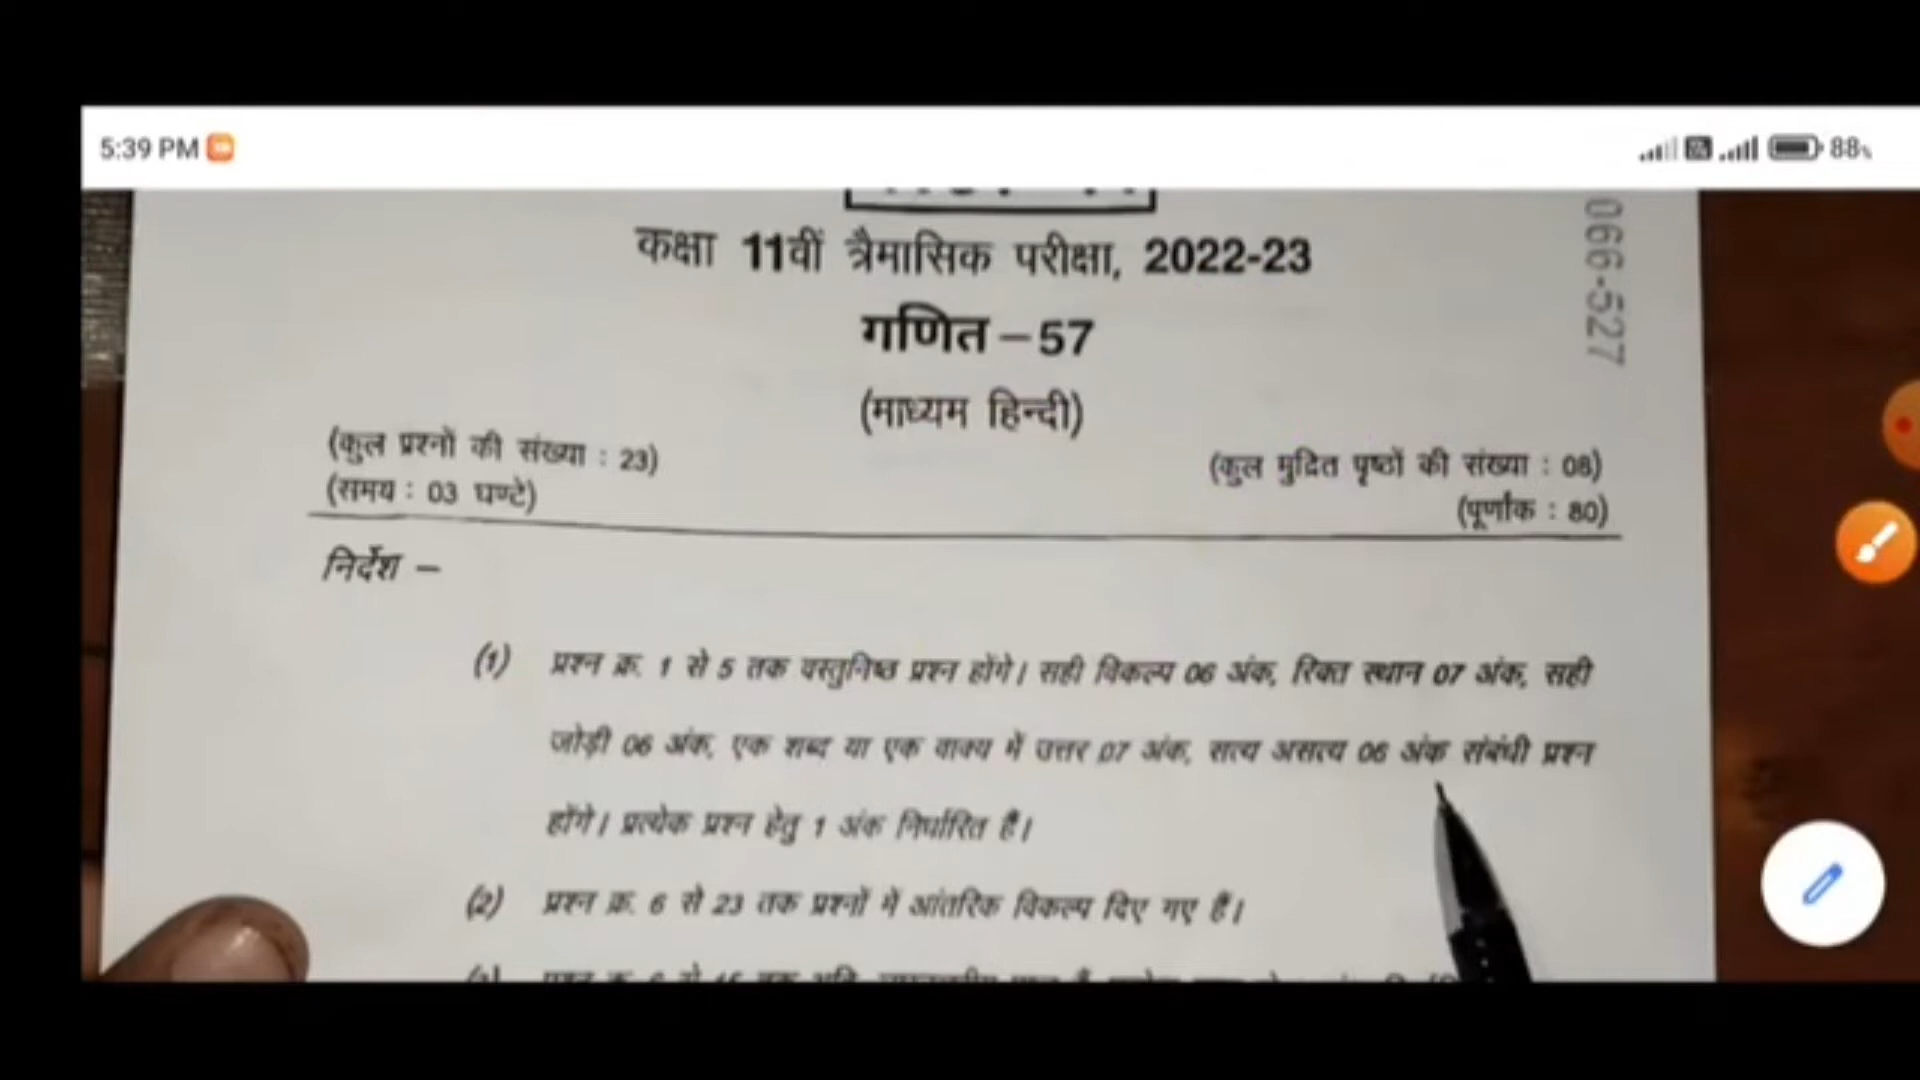 5:39 PM
88%
कक्षा 11वीं त्रैमासिक परीक्षा, 2022-23
066-527
गणित – 57
(माध्यम हिन्दी)
(कुल प्रश्नों की संख्या : 23)
(कुल मुद्रित पृष्ठों की संख्या : 08)
(समय : 03 घण्टे)
(पूर्णांक : 80)
निर्देश –
(1) प्रश्न क्र. 1 से 5 तक वस्तुनिष्ठ प्रश्न होंगे। सही विकल्प 06 अंक, रिक्त स्थान 07 अंक, सही
जोड़ी 06 अंक, एक शब्द या एक वाक्य में उत्तर 07 अंक, सत्य असत्य 06 अंक संबंधी प्रश्न
होंगे। प्रत्येक प्रश्न हेतु 1 अंक निर्धारित है।
(2) प्रश्न क्र. 6 से 23 तक प्रश्नों में आंतरिक विकल्प दिए गए हैं।